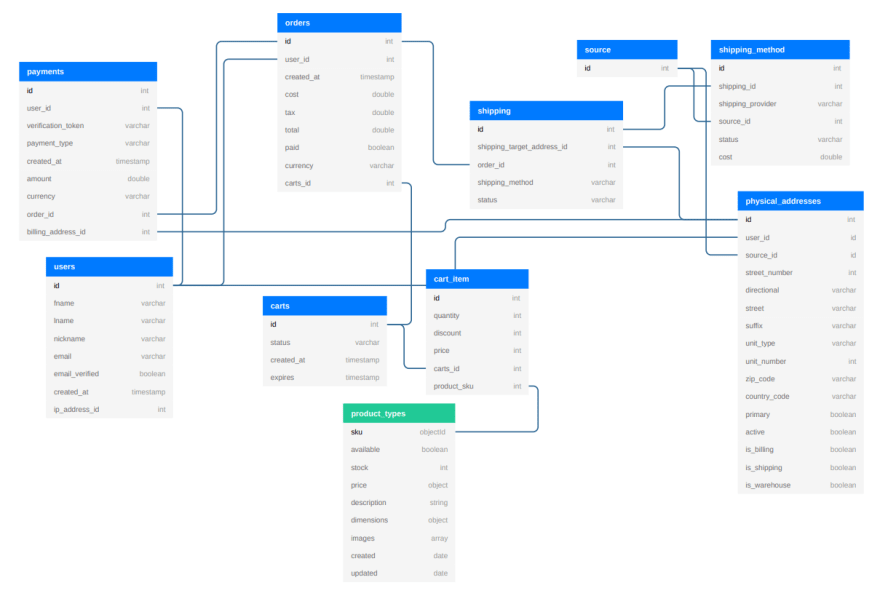 orders
id int
user_id int
created_at timestamp
cost double
tax double
total double
paid boolean
currency varchar
carts_id int
source
id int
shipping_method
id int
shipping_id int
shipping_provider varchar
source_id int
status varchar
cost double
payments
id int
user_id int
verification_token varchar
payment_type varchar
created_at timestamp
amount double
currency varchar
order_id int
billing_address_id int
shipping
id int
shipping_target_address_id int
order_id int
shipping_method varchar
status varchar
physical_addresses
id int
user_id id
source_id id
street_number int
directional varchar
street varchar
suffix varchar
unit_type varchar
unit_number int
zip_code varchar
country_code varchar
primary boolean
active boolean
is_billing boolean
is_shipping boolean
is_warehouse boolean
users
id int
fname varchar
lname varchar
nickname varchar
email varchar
email_verified boolean
created_at timestamp
ip_address_id int
cart_item
id int
quantity int
discount int
price int
carts_id int
product_sku int
carts
id int
status varchar
created_at timestamp
expires timestamp
product_types
sku objectId
available boolean
stock int
price object
description string
dimensions object
images array
created date
updated date